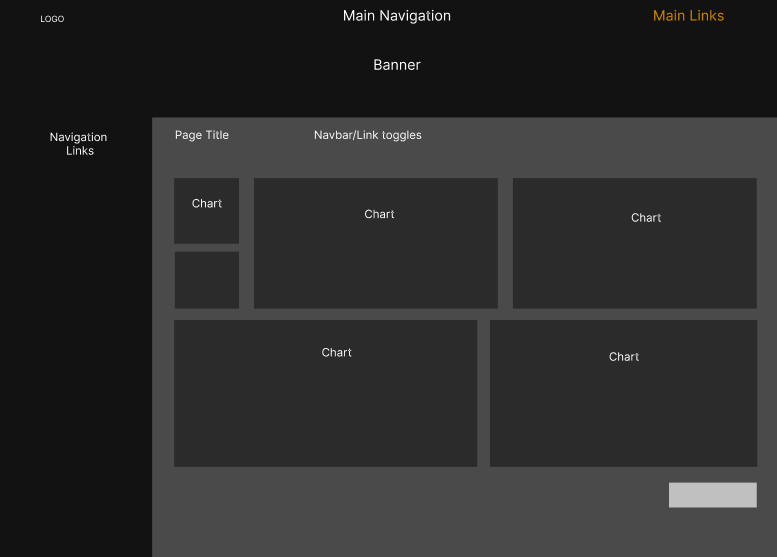 LOGO
Main Navigation
Main Links
Banner
Navigation
Links
Page Title
Navbar/Link toggles
Chart
Chart
Chart
Chart
Chart